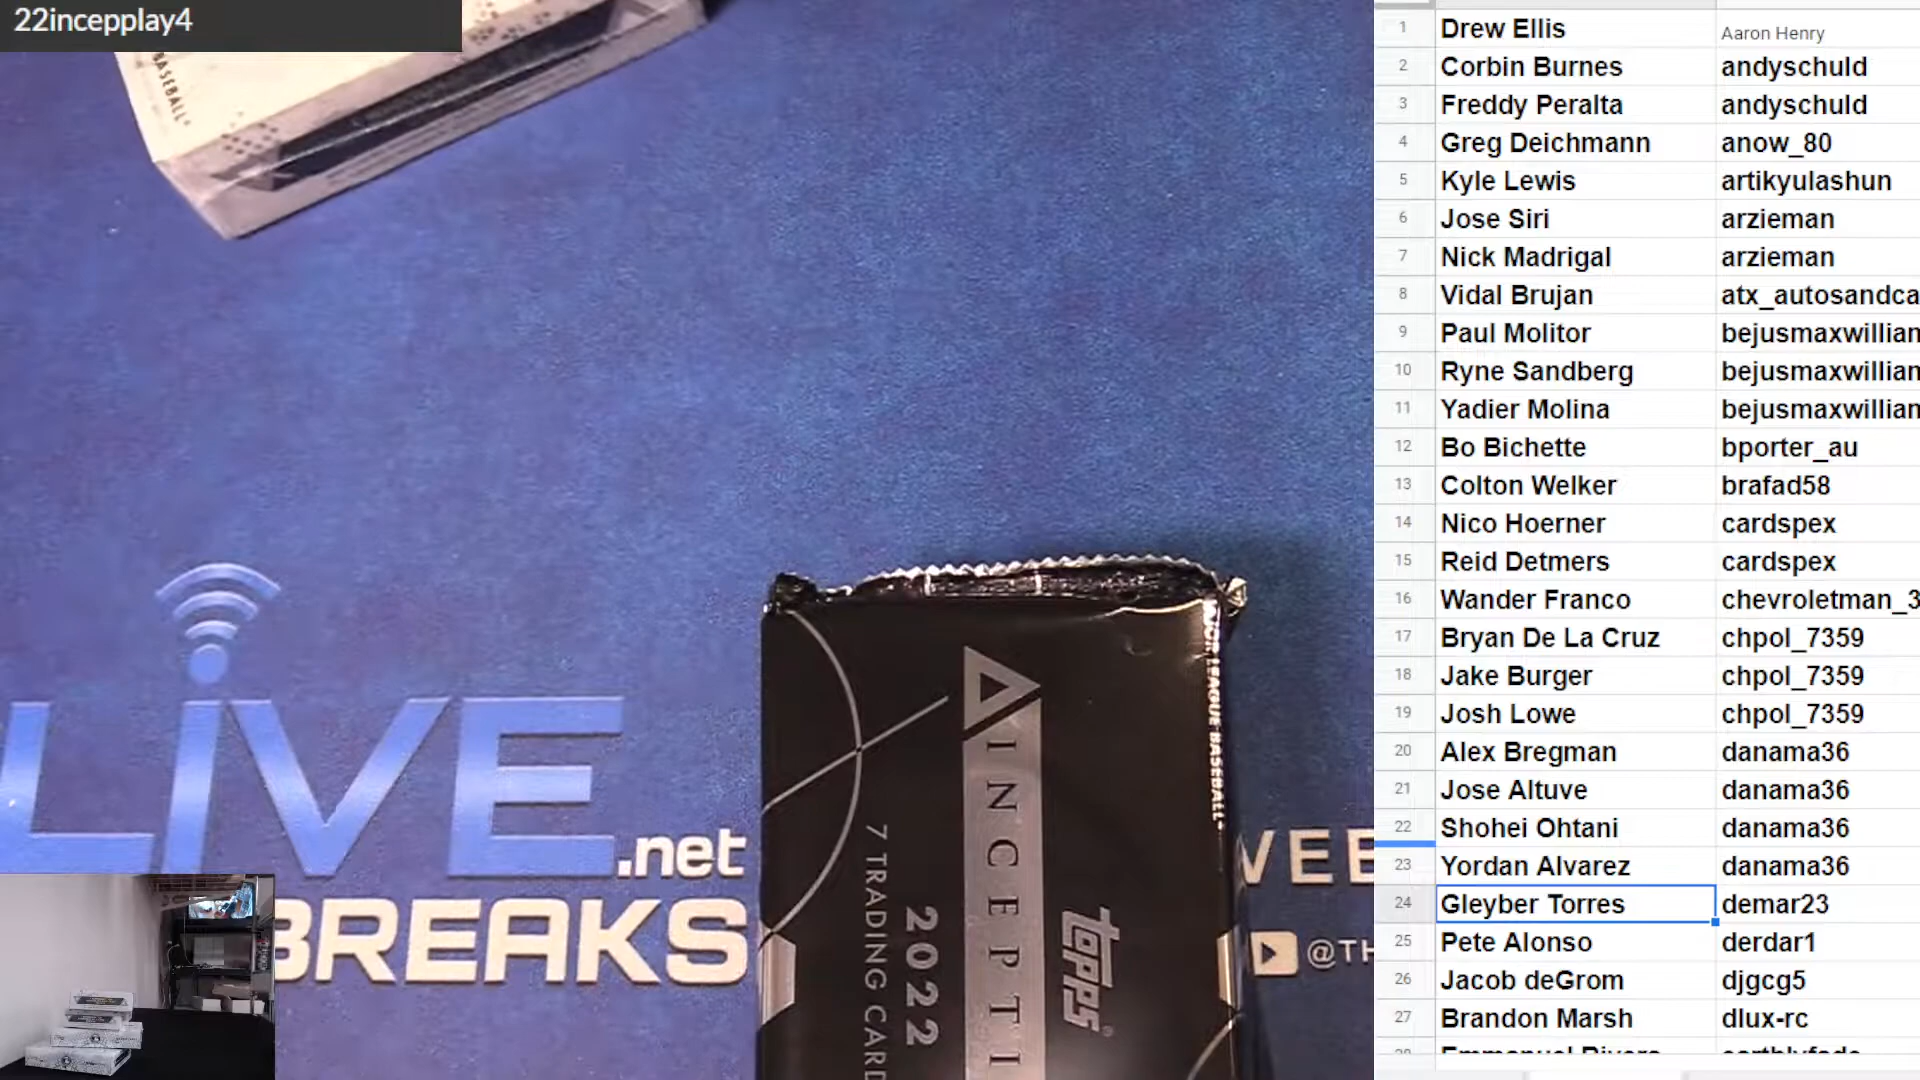 22incepplay4
BASEBALL
LIVE
.net
BREAKS
INCEPTI
MAJOR LEAGUE BASEBALL
7 TRADING CARD
2022
topps
@TH
1 Drew Ellis Aaron Henry
2 Corbin Burnes andyschuld
3 Freddy Peralta andyschuld
4 Greg Deichmann anow_80
5 Kyle Lewis artikyulashun
6 Jose Siri arzieman
7 Nick Madrigal arzieman
8 Vidal Brujan atx_autosandca
9 Paul Molitor bejusmaxwillian
10 Ryne Sandberg bejusmaxwillian
11 Yadier Molina bejusmaxwillian
12 Bo Bichette bporter_au
13 Colton Welker brafad58
14 Nico Hoerner cardspex
15 Reid Detmers cardspex
16 Wander Franco chevroletman_3
17 Bryan De La Cruz chpol_7359
18 Jake Burger chpol_7359
19 Josh Lowe chpol_7359
20 Alex Bregman danama36
21 Jose Altuve danama36
22 Shohei Ohtani danama36
23 Yordan Alvarez danama36
24 Gleyber Torres demar23
25 Pete Alonso derdar1
26 Jacob deGrom djgcg5
27 Brandon Marsh dlux-rc